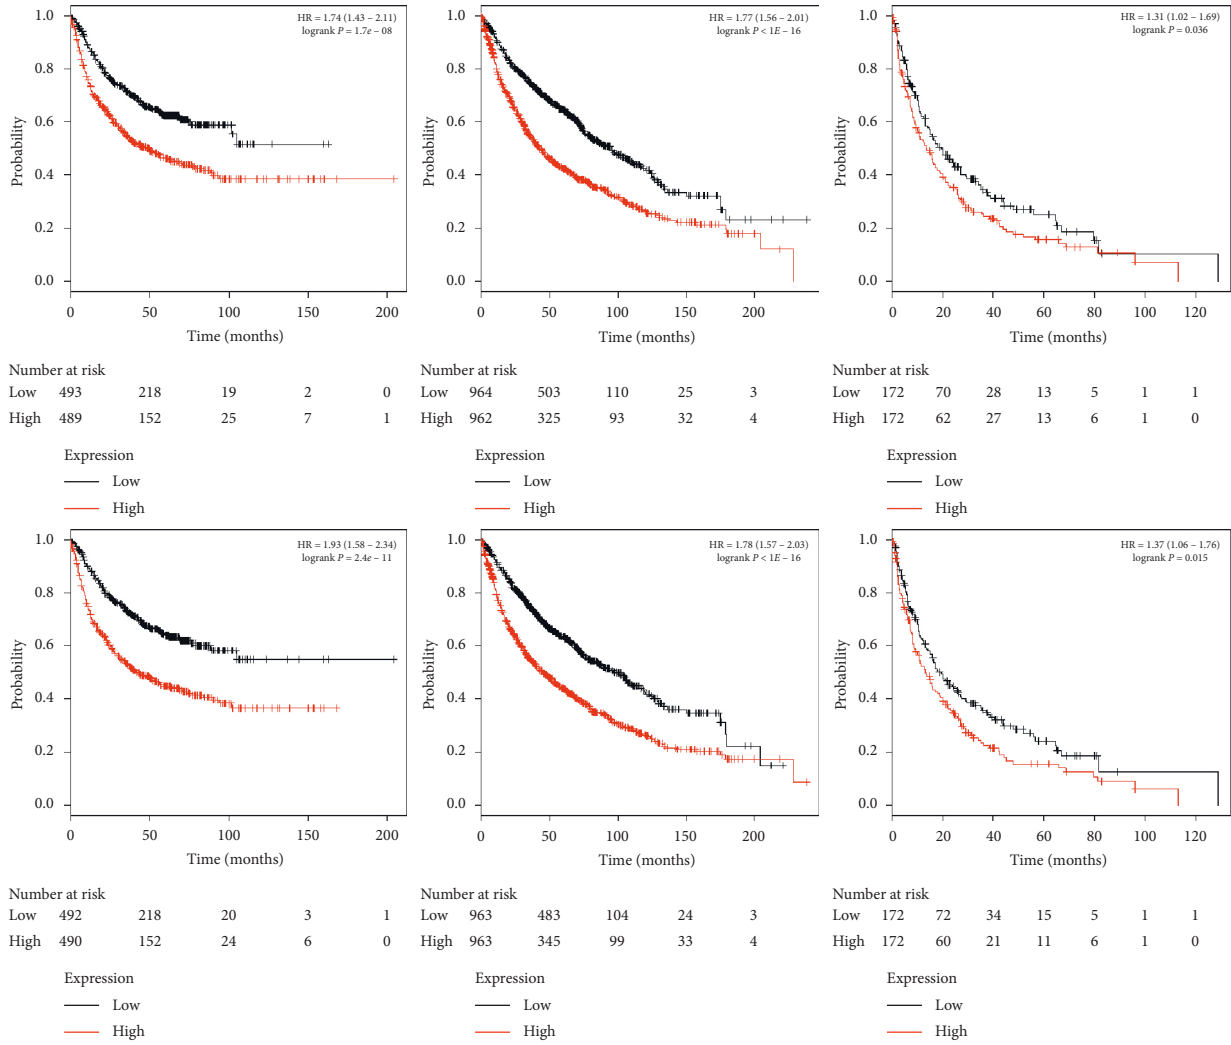 HR = 1.74 (1.43 – 2.11)
logrank P = 1.7e – 08
1.0
0.8
0.6
0.4
0.2
0.0
Probability
0 50 100 150 200
Time (months)
Number at risk
Low 493 218 19 2 0
High 489 152 25 7 1
Expression
Low
High
HR = 1.77 (1.56 – 2.01)
logrank P < 1E – 16
1.0
0.8
0.6
0.4
0.2
0.0
Probability
0 50 100 150 200
Time (months)
Number at risk
Low 964 503 110 25 3
High 962 325 93 32 4
Expression
Low
High
HR = 1.31 (1.02 – 1.69)
logrank P = 0.036
1.0
0.8
0.6
0.4
0.2
0.0
Probability
0 20 40 60 80 100 120
Time (months)
Number at risk
Low 172 70 28 13 5 1 1
High 172 62 27 13 6 1 0
Expression
Low
High
HR = 1.93 (1.58 – 2.34)
logrank P = 2.4e – 11
1.0
0.8
0.6
0.4
0.2
0.0
Probability
0 50 100 150 200
Time (months)
Number at risk
Low 492 218 20 3 1
High 490 152 24 6 0
Expression
Low
High
HR = 1.78 (1.57 – 2.03)
logrank P < 1E – 16
1.0
0.8
0.6
0.4
0.2
0.0
Probability
0 50 100 150 200
Time (months)
Number at risk
Low 963 483 104 24 3
High 963 345 99 33 4
Expression
Low
High
HR = 1.37 (1.06 – 1.76)
logrank P = 0.015
1.0
0.8
0.6
0.4
0.2
0.0
Probability
0 20 40 60 80 100 120
Time (months)
Number at risk
Low 172 72 34 15 5 1 1
High 172 60 21 11 6 1 0
Expression
Low
High